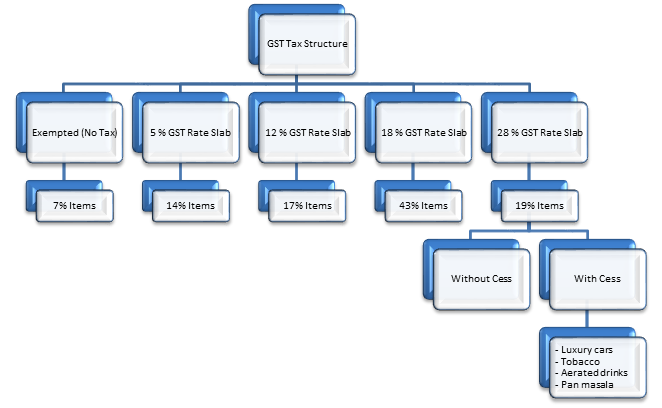 GST Tax Structure
Exempted (No Tax)
5 % GST Rate Slab
12 % GST Rate Slab
18 % GST Rate Slab
28 % GST Rate Slab
7% Items
14% Items
17% Items
43% Items
19% Items
Without Cess
With Cess
- Luxury cars
- Tobacco
- Aerated drinks
- Pan masala